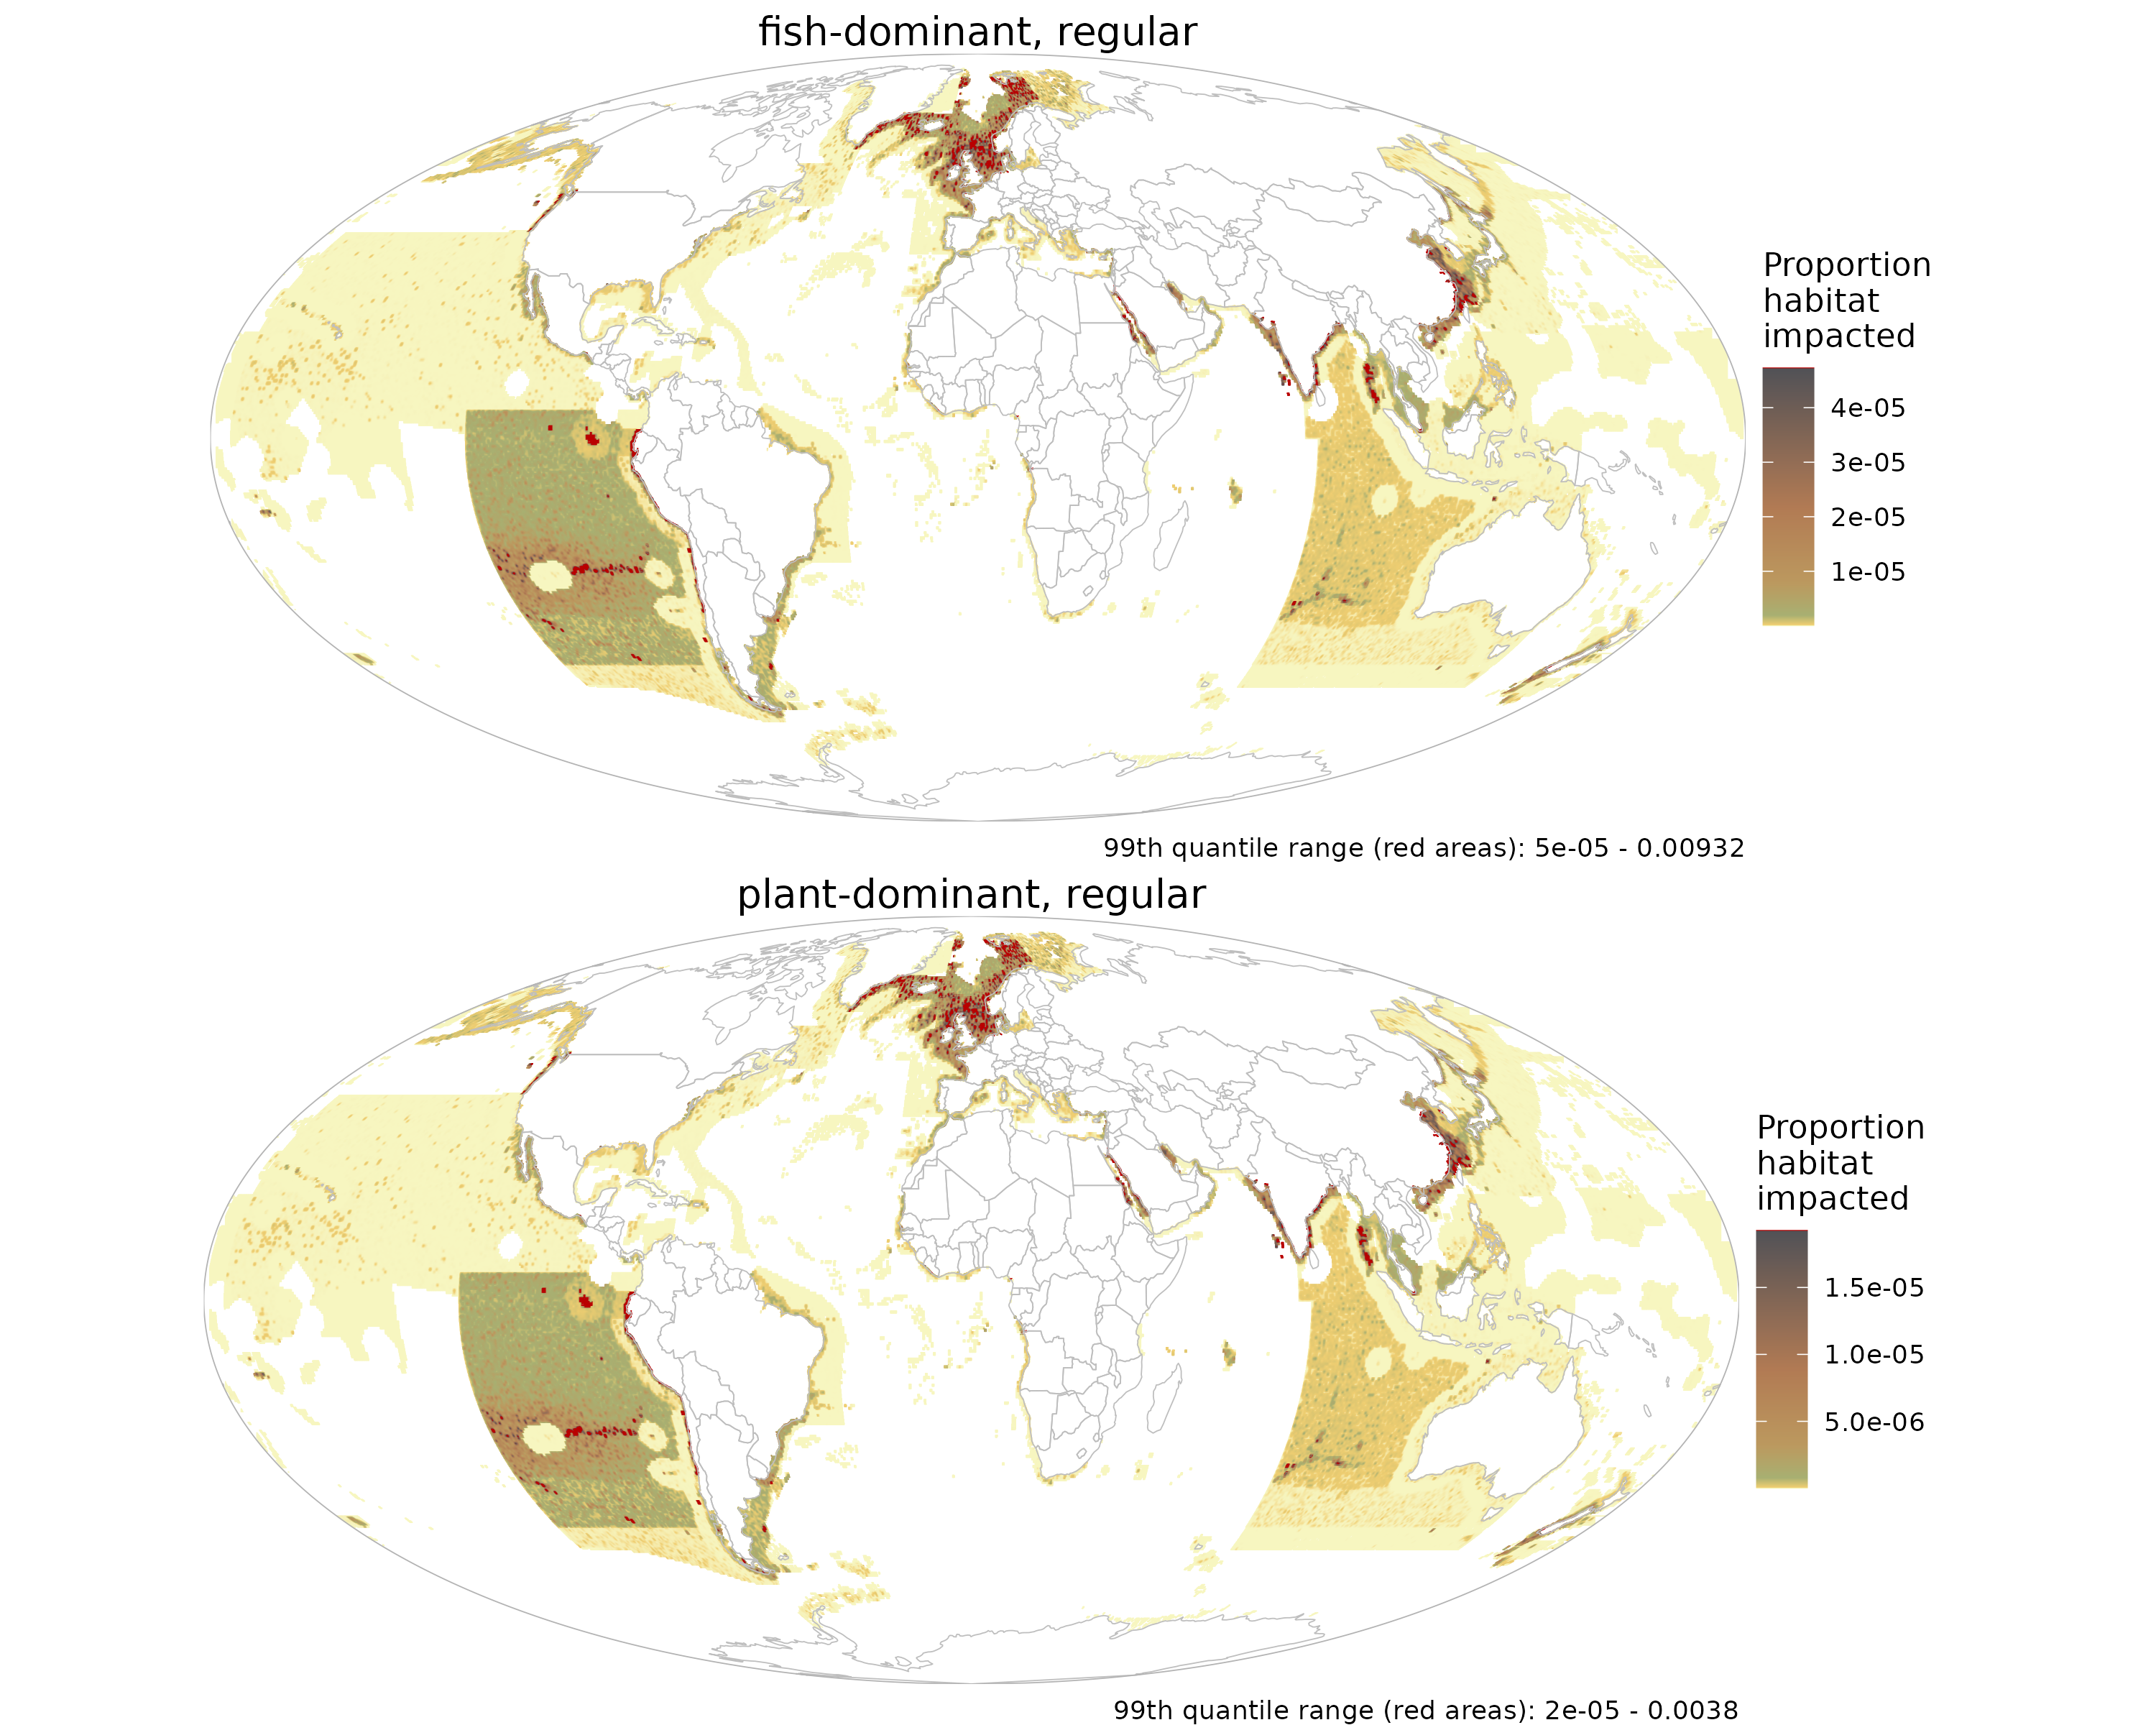 fish-dominant, regular
Proportion
habitat
impacted
4e-05
3e-05
2e-05
1e-05
99th quantile range (red areas): 5e-05 - 0.00932
plant-dominant, regular
Proportion
habitat
impacted
1.5e-05
1.0e-05
5.0e-06
99th quantile range (red areas): 2e-05 - 0.0038